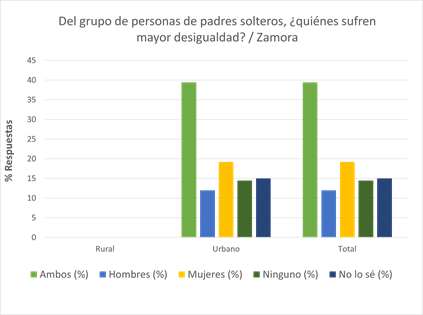 Del grupo de personas de padres solteros, ¿quiénes sufren
mayor desigualdad? / Zamora
% Respuestas
45
40
35
30
25
20
15
10
5
0
Rural Urbano Total
Ambos (%) Hombres (%) Mujeres (%) Ninguno (%) No lo sé (%)